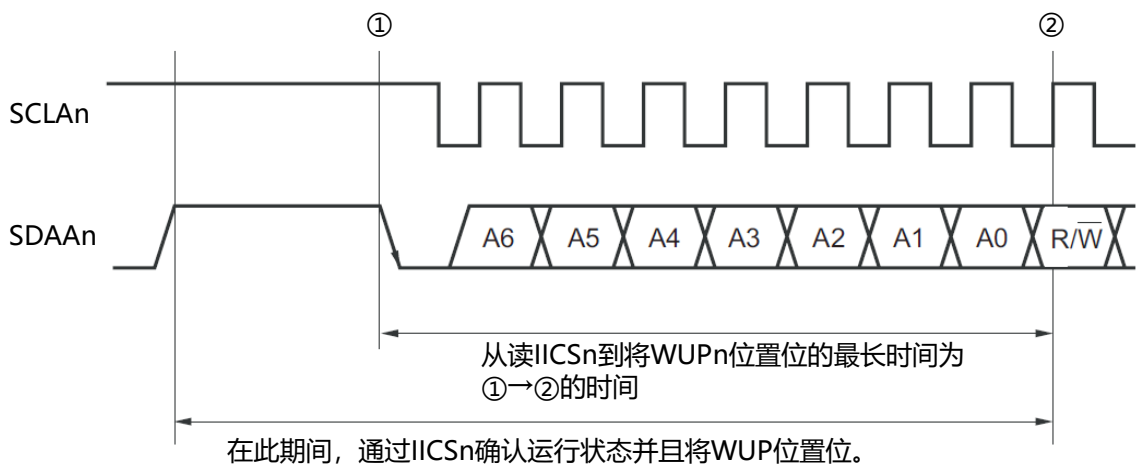 ① ②
SCLAn
SDAAn A6 A5 A4 A3 A2 A1 A0 R/W̅
从读IICSn到将WUPn位置位的最长时间为
①→②的时间
在此期间，通过IICSn确认运行状态并且将WUP位置位。